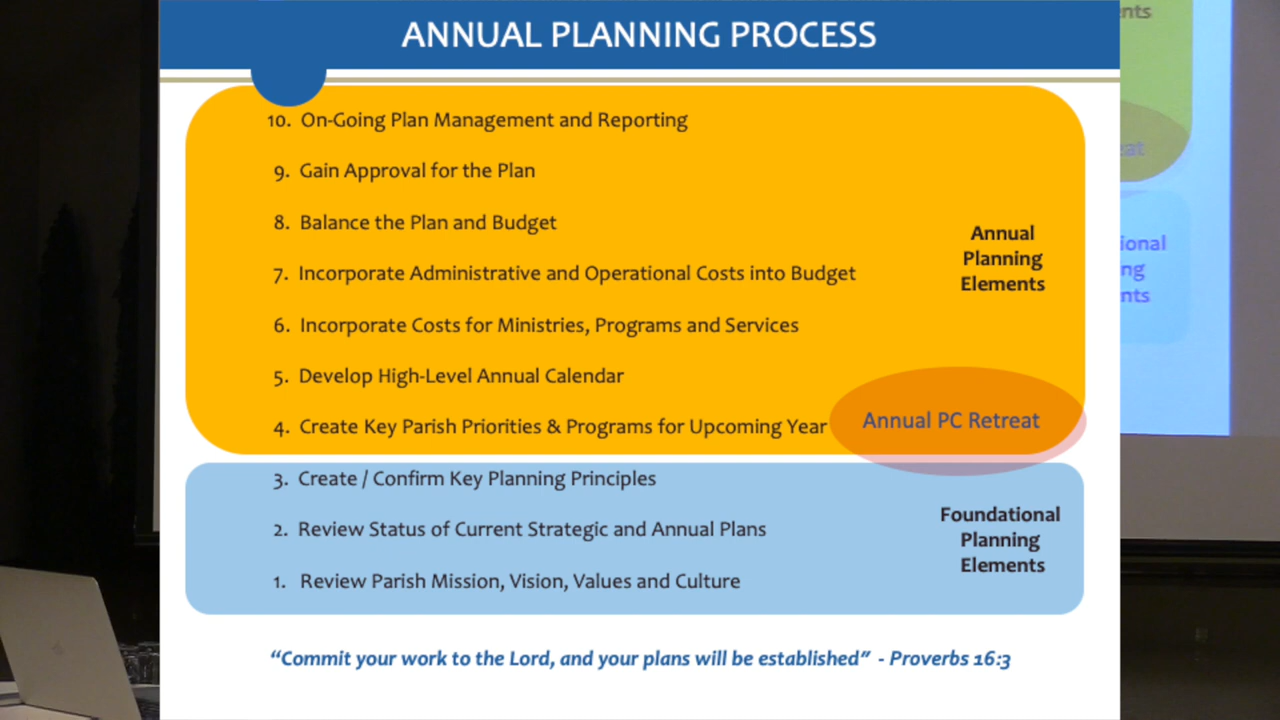 ANNUAL PLANNING PROCESS
10. On-Going Plan Management and Reporting
9. Gain Approval for the Plan
8. Balance the Plan and Budget
7. Incorporate Administrative and Operational Costs into Budget
6. Incorporate Costs for Ministries, Programs and Services
5. Develop High-Level Annual Calendar
4. Create Key Parish Priorities & Programs for Upcoming Year
Annual
Planning
Elements
Annual PC Retreat
3. Create / Confirm Key Planning Principles
2. Review Status of Current Strategic and Annual Plans
1. Review Parish Mission, Vision, Values and Culture
Foundational
Planning
Elements
“Commit your work to the Lord, and your plans will be established” - Proverbs 16:3